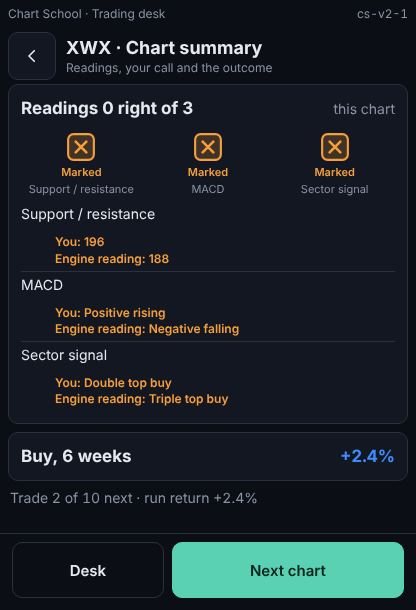 Chart School · Trading desk
cs-v2-1
XWX · Chart summary
Readings, your call and the outcome
Readings 0 right of 3
this chart
Marked
Marked
Marked
Support / resistance
MACD
Sector signal
Support / resistance
You: 196
Engine reading: 188
MACD
You: Positive rising
Engine reading: Negative falling
Sector signal
You: Double top buy
Engine reading: Triple top buy
Buy, 6 weeks
+2.4%
Trade 2 of 10 next · run return +2.4%
Desk
Next chart